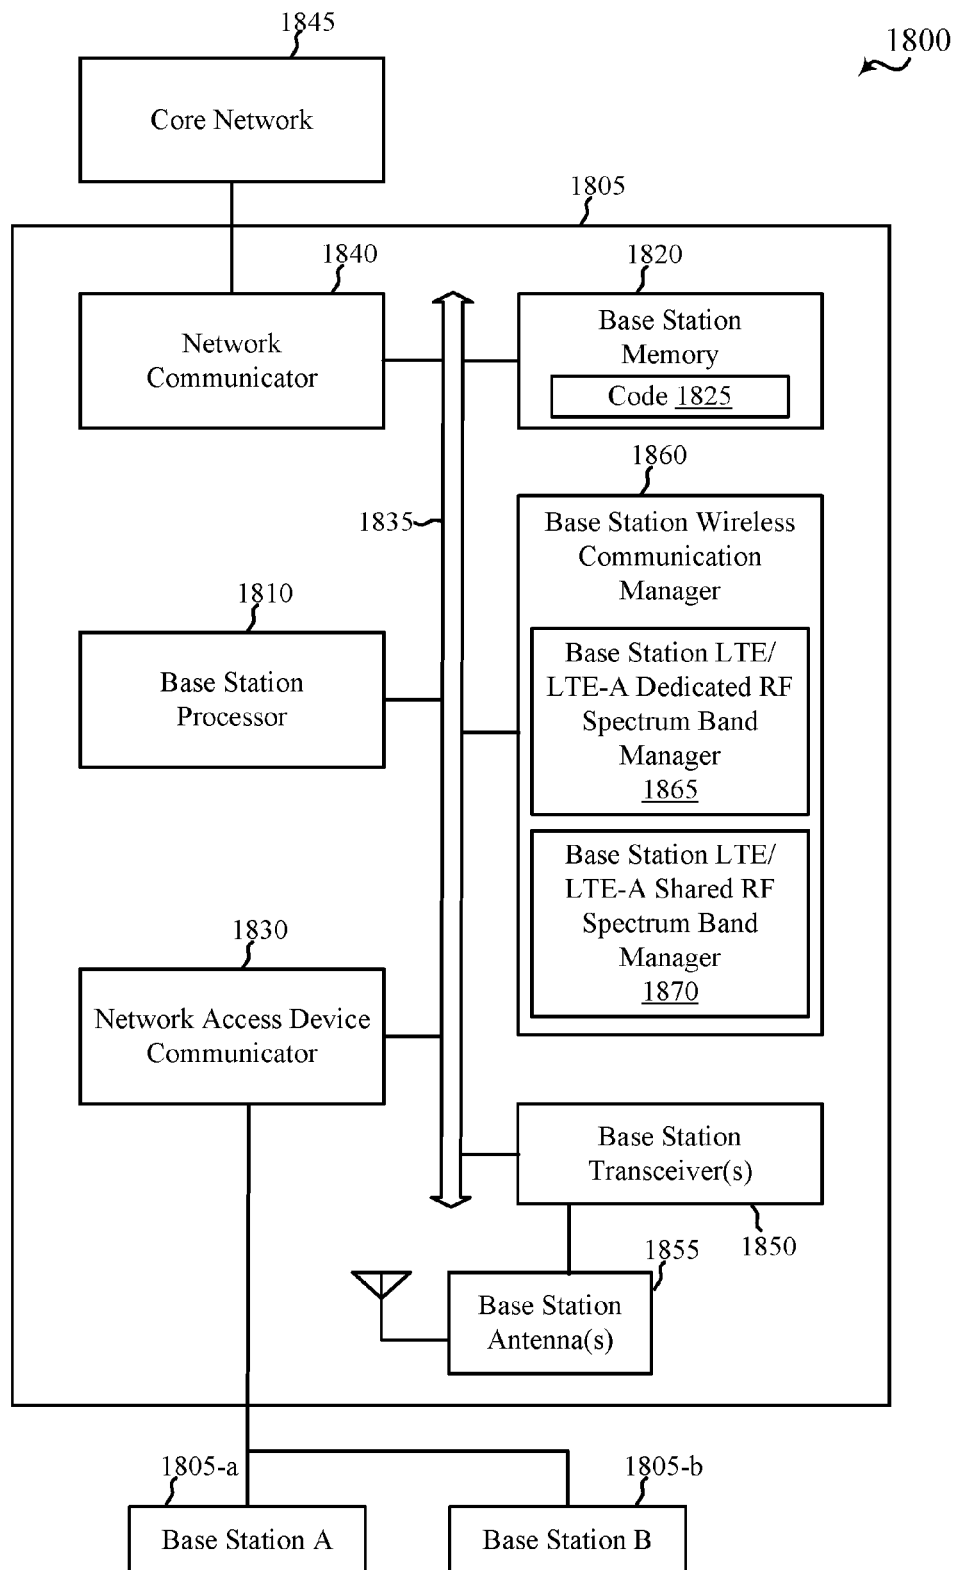 1845
1800
Core Network
1805
1840
1820
Network
Communicator
Base Station
Memory
Code 1825
1860
1835
Base Station Wireless
Communication
Manager
1810
Base Station
Processor
Base Station LTE/
LTE-A Dedicated RF
Spectrum Band
Manager
1865
Base Station LTE/
LTE-A Shared RF
Spectrum Band
Manager
1870
1830
Network Access Device
Communicator
Base Station
Transceiver(s)
1850
1855
Base Station
Antenna(s)
1805-a
1805-b
Base Station A
Base Station B